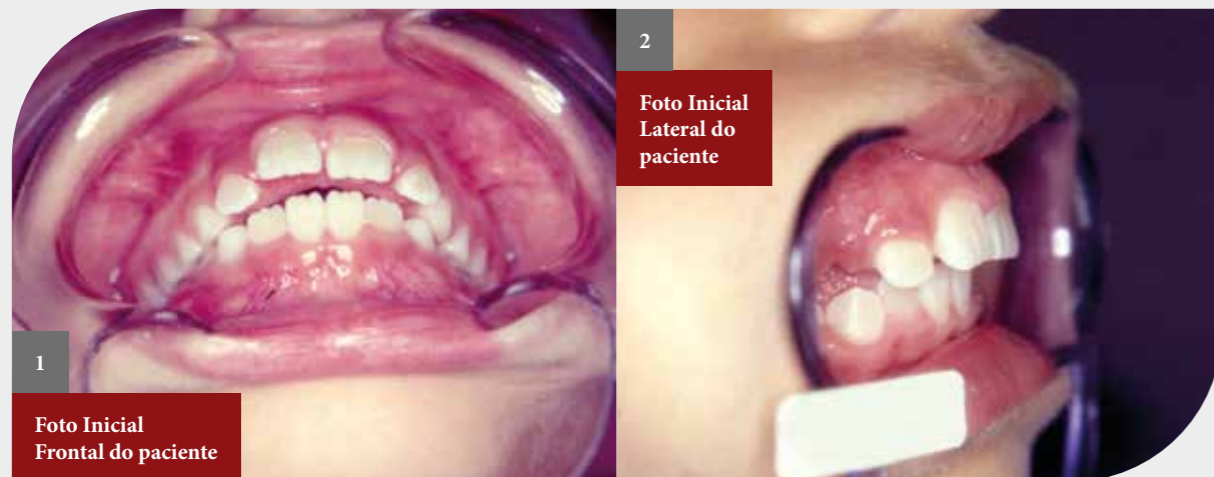 1
Foto Inicial
Frontal do paciente
2
Foto Inicial
Lateral do
paciente